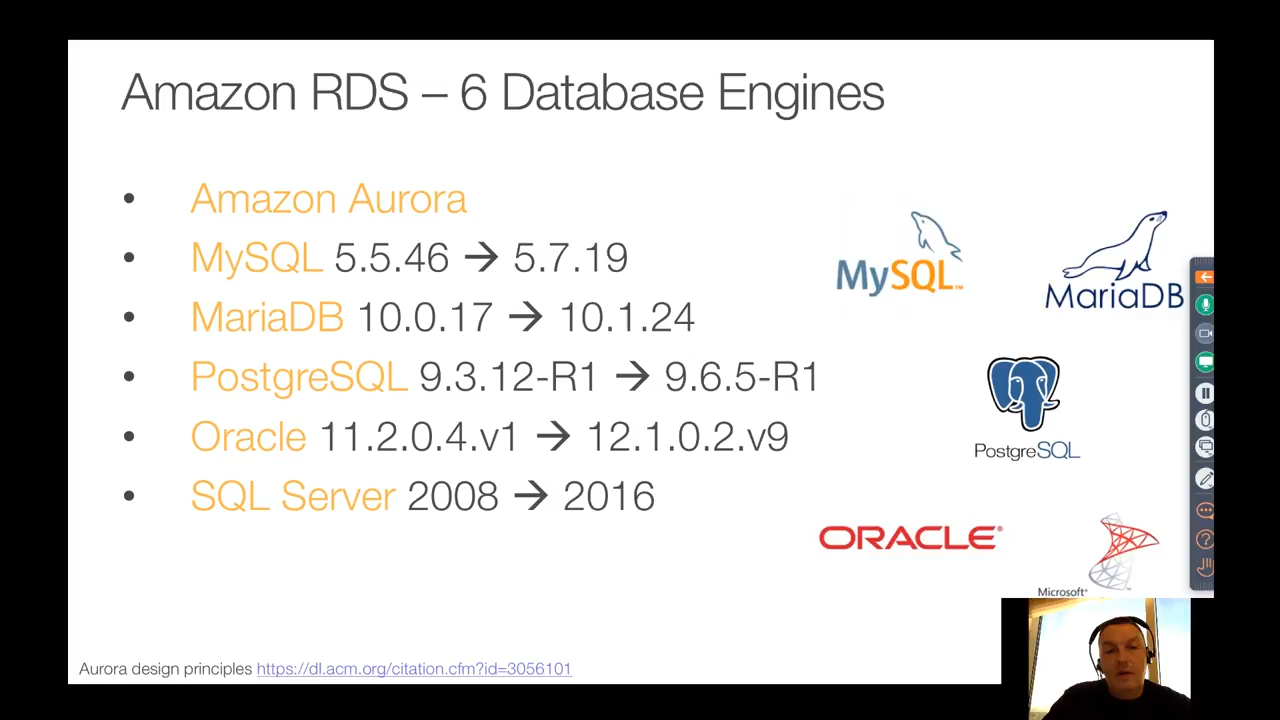 Amazon RDS – 6 Database Engines
• Amazon Aurora
• MySQL 5.5.46 → 5.7.19
• MariaDB 10.0.17 → 10.1.24
• PostgreSQL 9.3.12-R1 → 9.6.5-R1
• Oracle 11.2.0.4.v1 → 12.1.0.2.v9
• SQL Server 2008 → 2016
MySQL™
MariaDB
PostgreSQL
ORACLE®
Microsoft®
Aurora design principles https://dl.acm.org/citation.cfm?id=3056101